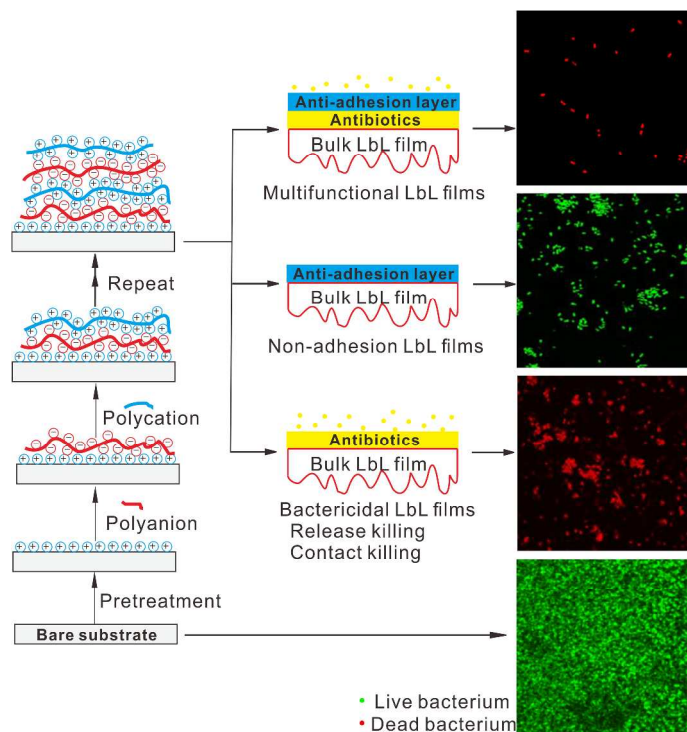 Anti-adhesion layer
Antibiotics
Bulk LbL film
Multifunctional LbL films
Repeat
Anti-adhesion layer
Bulk LbL film
Non-adhesion LbL films
Polycation
Antibiotics
Bulk LbL film
Bactericidal LbL films
Release killing
Contact killing
Polyanion
Pretreatment
Bare substrate
Live bacterium
Dead bacterium